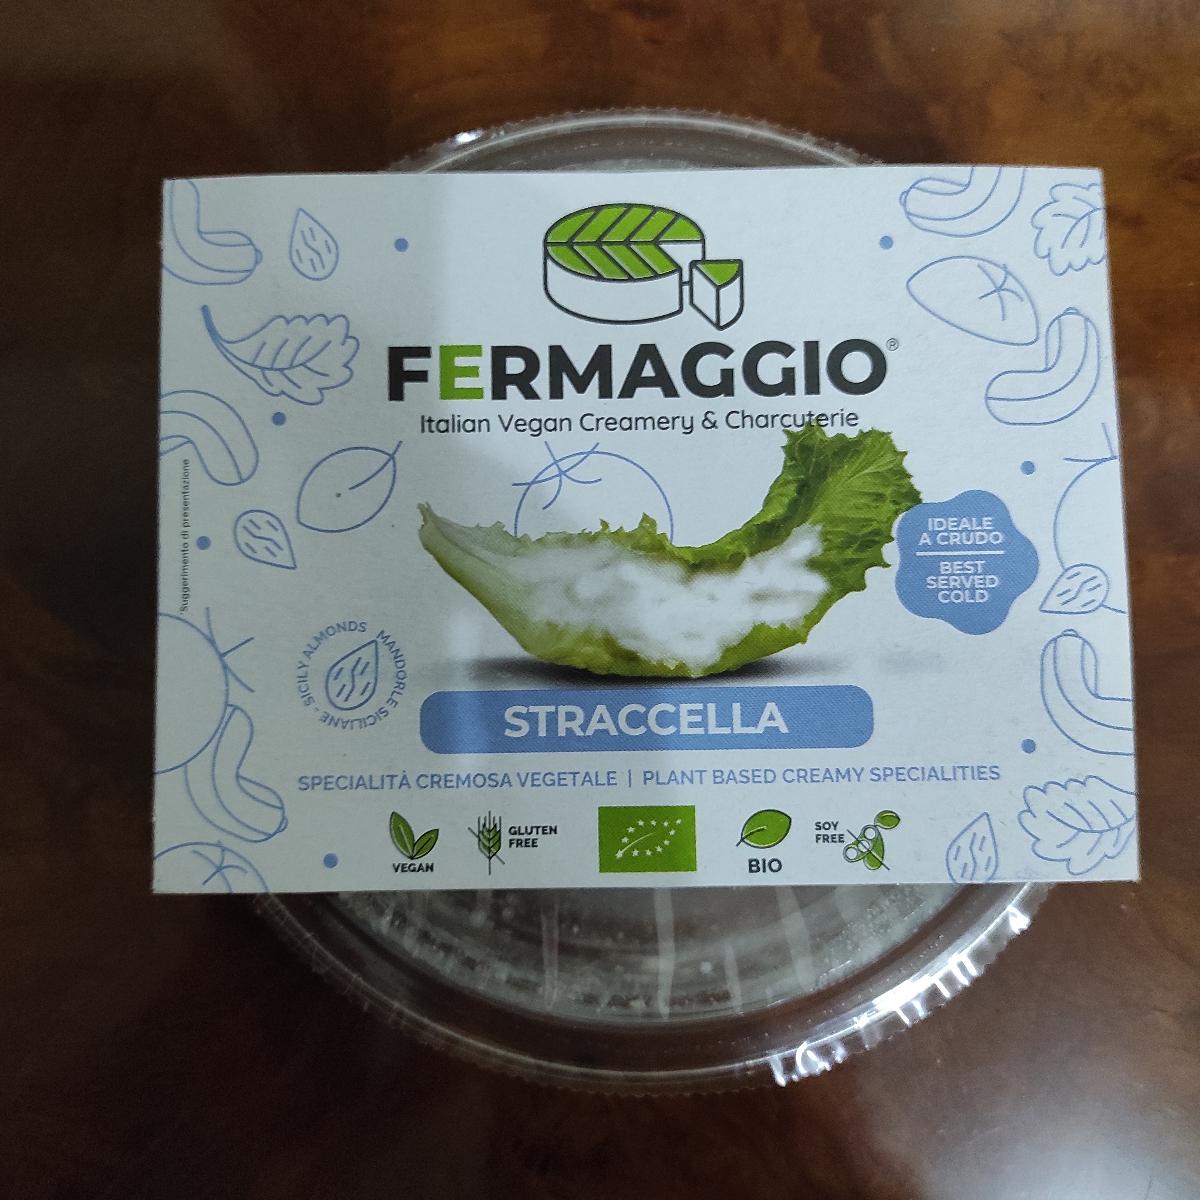 FERMAGGIO®
Italian Vegan Creamery & Charcuterie
*Suggerimento di presentazione
IDEALE
A CRUDO
BEST
SERVED
COLD
SICILY ALMONDS
MANDORLE SICILIANE -
STRACCELLA
SPECIALITÀ CREMOSA VEGETALE | PLANT BASED CREAMY SPECIALITIES
VEGAN
GLUTEN
FREE
BIO
SOY
FREE